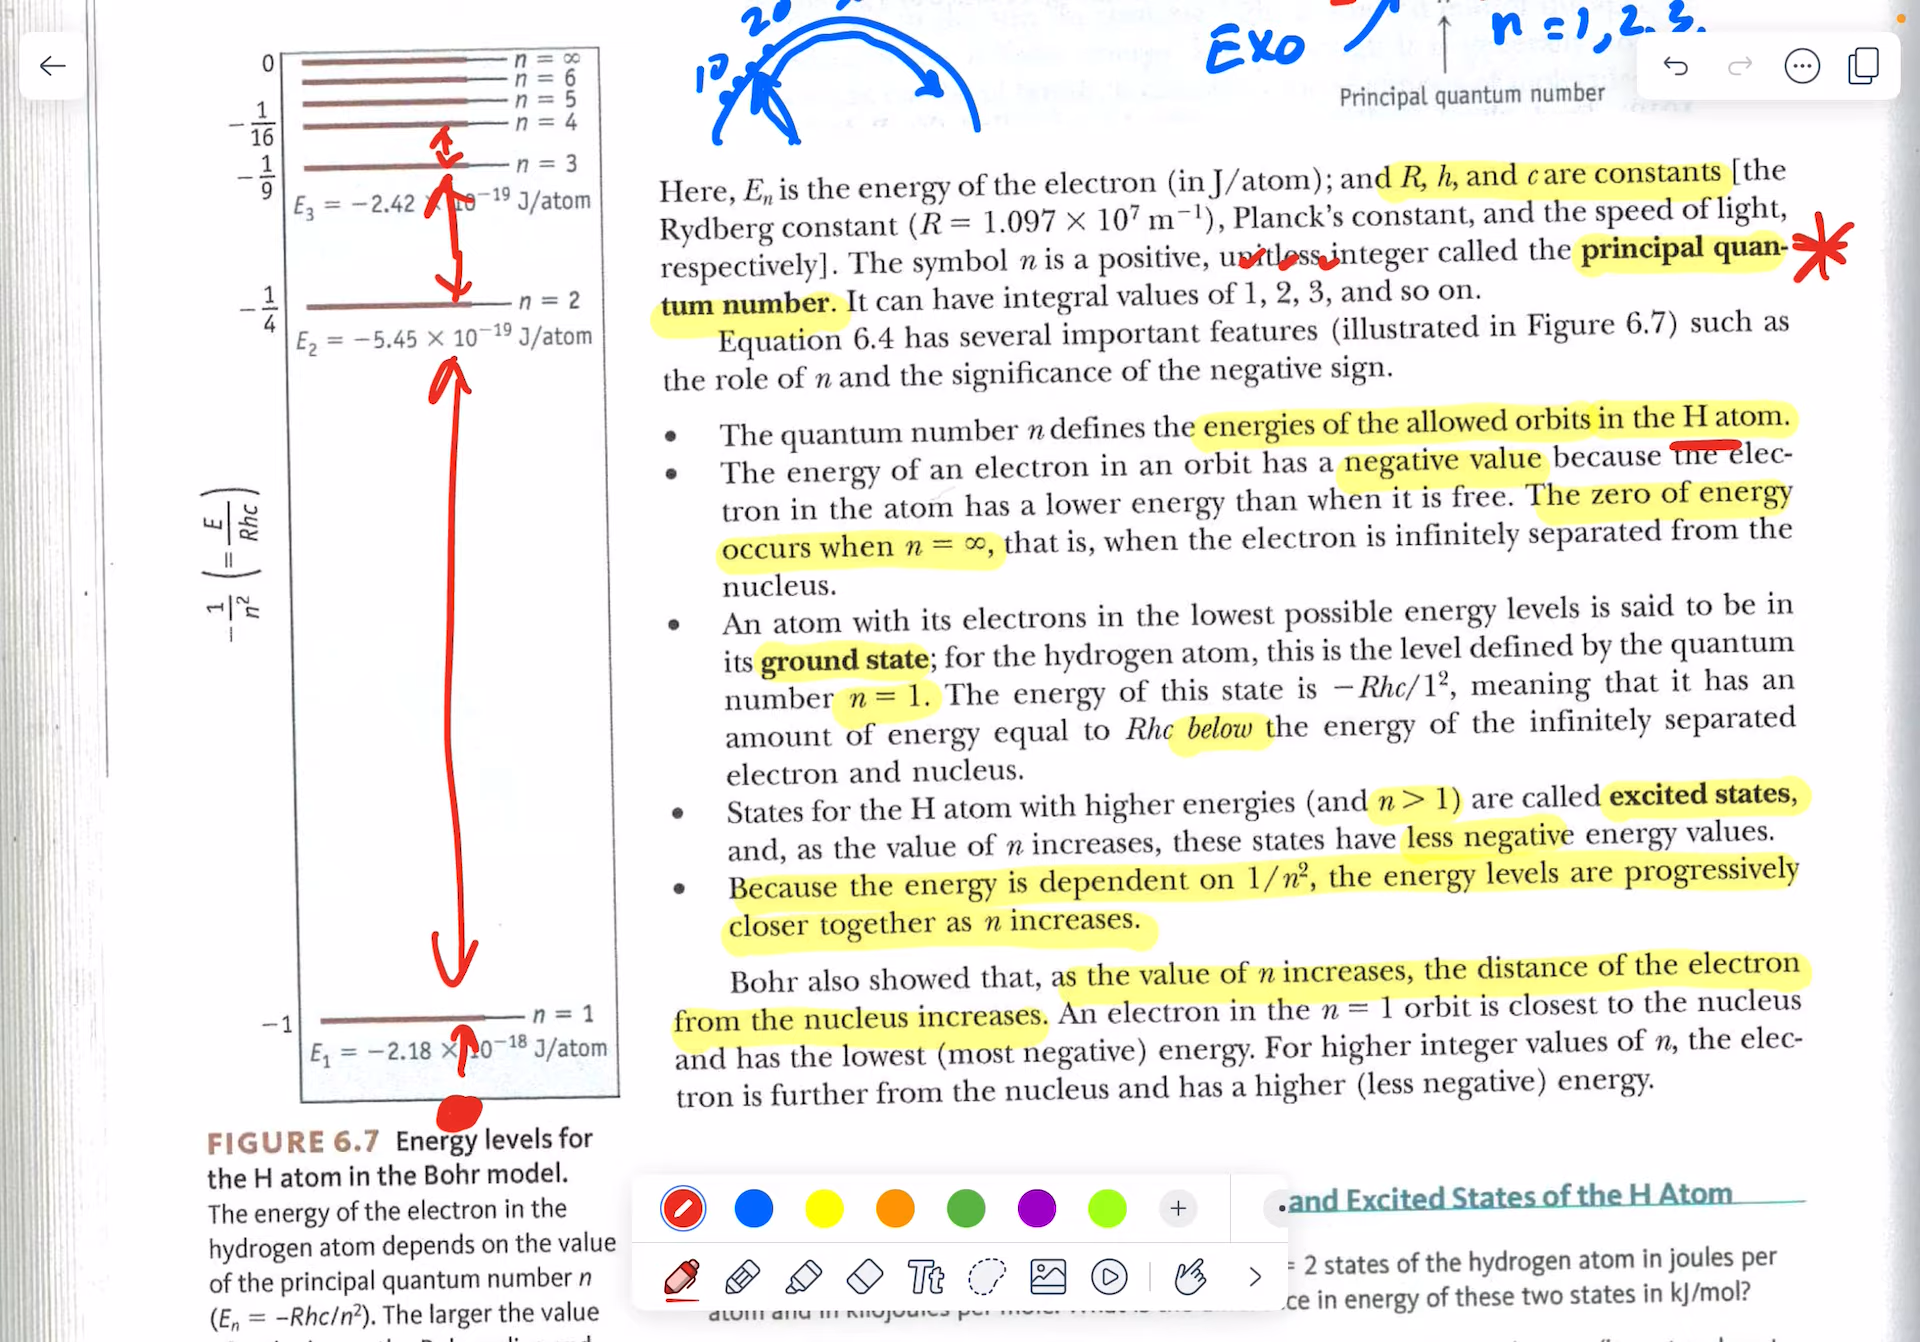 20
10
Exo
n = 1, 2, 3.
Principal quantum number
0
n = ∞
n = 6
n = 5
n = 4
-1/16
n = 3
-1/9
E₃ = −2.42 × 10⁻¹⁹ J/atom
n = 2
-1/4
E₂ = −5.45 × 10⁻¹⁹ J/atom
-1/n² (= E/Rhc)
n = 1
−1
E₁ = −2.18 × 10⁻¹⁸ J/atom
FIGURE 6.7 Energy levels for
the H atom in the Bohr model.
The energy of the electron in the
hydrogen atom depends on the value
of the principal quantum number n
(Eₙ = −Rhc/n²). The larger the value
Here, Eₙ is the energy of the electron (in J/atom); and R, h, and c are constants [the
Rydberg constant (R = 1.097 × 10⁷ m⁻¹), Planck's constant, and the speed of light,
respectively]. The symbol n is a positive, unitless integer called the principal quan-
tum number. It can have integral values of 1, 2, 3, and so on.
Equation 6.4 has several important features (illustrated in Figure 6.7) such as
the role of n and the significance of the negative sign.
• The quantum number n defines the energies of the allowed orbits in the H atom.
• The energy of an electron in an orbit has a negative value because the elec-
tron in the atom has a lower energy than when it is free. The zero of energy
occurs when n = ∞, that is, when the electron is infinitely separated from the
nucleus.
• An atom with its electrons in the lowest possible energy levels is said to be in
its ground state; for the hydrogen atom, this is the level defined by the quantum
number n = 1. The energy of this state is −Rhc/1², meaning that it has an
amount of energy equal to Rhc below the energy of the infinitely separated
electron and nucleus.
• States for the H atom with higher energies (and n > 1) are called excited states,
and, as the value of n increases, these states have less negative energy values.
• Because the energy is dependent on 1/n², the energy levels are progressively
closer together as n increases.
Bohr also showed that, as the value of n increases, the distance of the electron
from the nucleus increases. An electron in the n = 1 orbit is closest to the nucleus
and has the lowest (most negative) energy. For higher integer values of n, the elec-
tron is further from the nucleus and has a higher (less negative) energy.
and Excited States of the H Atom
= 2 states of the hydrogen atom in joules per
ce in energy of these two states in kJ/mol?
Tt